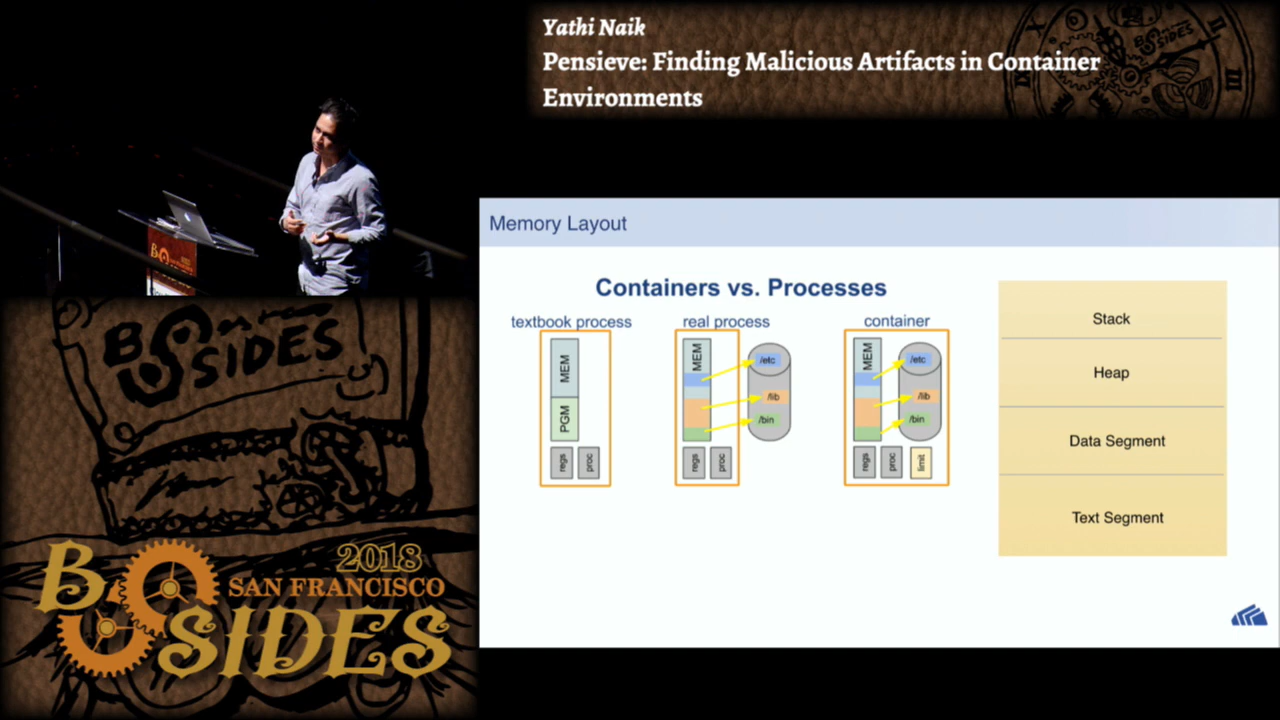 Yathi Naik
Pensieve: Finding Malicious Artifacts in Container
Environments
BSIDES
Memory Layout
Containers vs. Processes
textbook process
real process
container
MEM
PGM
regs
proc
MEM
/etc
/lib
/bin
regs
proc
MEM
/etc
/lib
/bin
regs
proc
limit
Stack
Heap
Data Segment
Text Segment
BSIDES
2018
SAN FRANCISCO
BSIDES